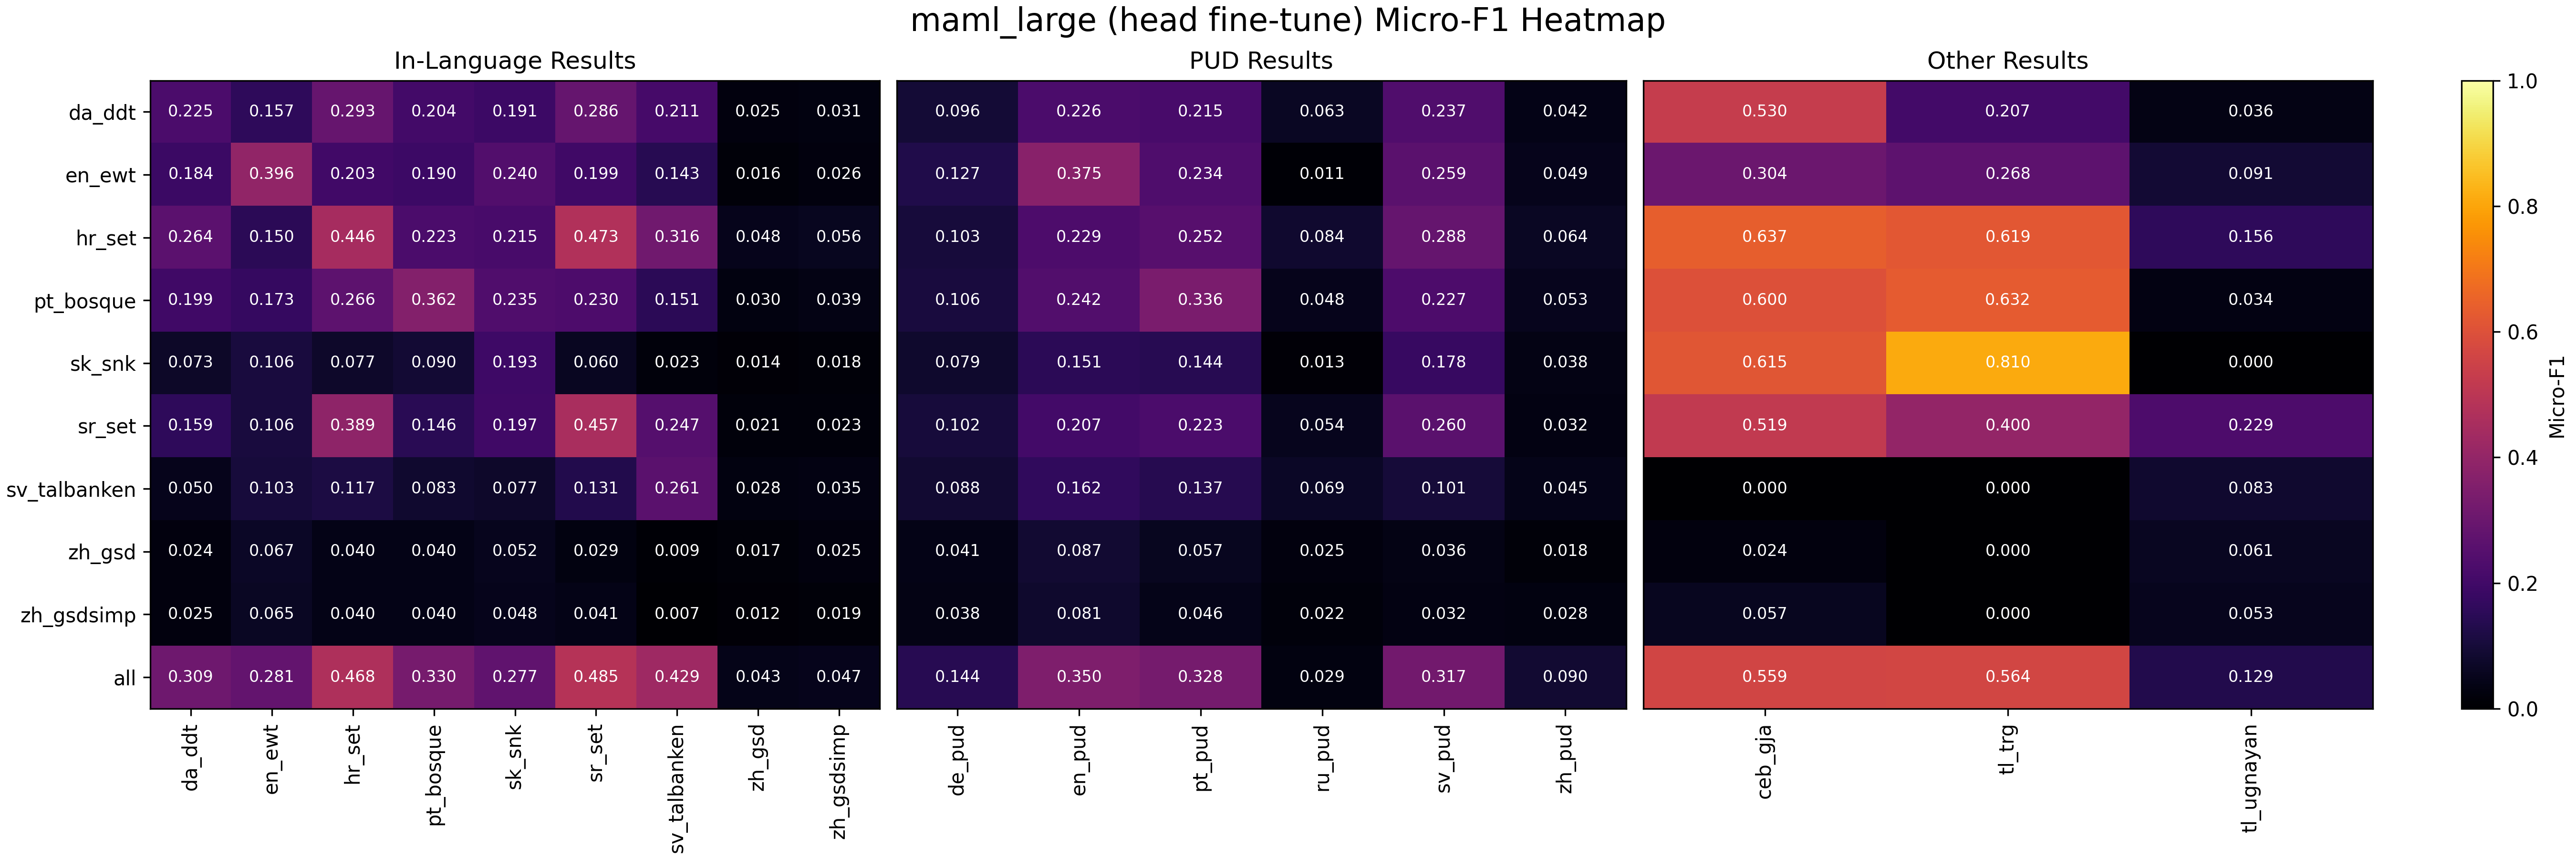 maml_large (head fine-tune) Micro-F1 Heatmap
In-Language Results
PUD Results
Other Results
da_ddt 0.225 0.157 0.293 0.204 0.191 0.286 0.211 0.025 0.031 0.096 0.226 0.215 0.063 0.237 0.042 0.530 0.207 0.036
en_ewt 0.184 0.396 0.203 0.190 0.240 0.199 0.143 0.016 0.026 0.127 0.375 0.234 0.011 0.259 0.049 0.304 0.268 0.091
hr_set 0.264 0.150 0.446 0.223 0.215 0.473 0.316 0.048 0.056 0.103 0.229 0.252 0.084 0.288 0.064 0.637 0.619 0.156
pt_bosque 0.199 0.173 0.266 0.362 0.235 0.230 0.151 0.030 0.039 0.106 0.242 0.336 0.048 0.227 0.053 0.600 0.632 0.034
sk_snk 0.073 0.106 0.077 0.090 0.193 0.060 0.023 0.014 0.018 0.079 0.151 0.144 0.013 0.178 0.038 0.615 0.810 0.000
sr_set 0.159 0.106 0.389 0.146 0.197 0.457 0.247 0.021 0.023 0.102 0.207 0.223 0.054 0.260 0.032 0.519 0.400 0.229
sv_talbanken 0.050 0.103 0.117 0.083 0.077 0.131 0.261 0.028 0.035 0.088 0.162 0.137 0.069 0.101 0.045 0.000 0.000 0.083
zh_gsd 0.024 0.067 0.040 0.040 0.052 0.029 0.009 0.017 0.025 0.041 0.087 0.057 0.025 0.036 0.018 0.024 0.000 0.061
zh_gsdsimp 0.025 0.065 0.040 0.040 0.048 0.041 0.007 0.012 0.019 0.038 0.081 0.046 0.022 0.032 0.028 0.057 0.000 0.053
all 0.309 0.281 0.468 0.330 0.277 0.485 0.429 0.043 0.047 0.144 0.350 0.328 0.029 0.317 0.090 0.559 0.564 0.129
da_ddt en_ewt hr_set pt_bosque sk_snk sr_set sv_talbanken zh_gsd zh_gsdsimp
de_pud en_pud pt_pud ru_pud sv_pud zh_pud
ceb_gja tl_trg tl_ugnayan
1.0
0.8
0.6
0.4
0.2
0.0
Micro-F1